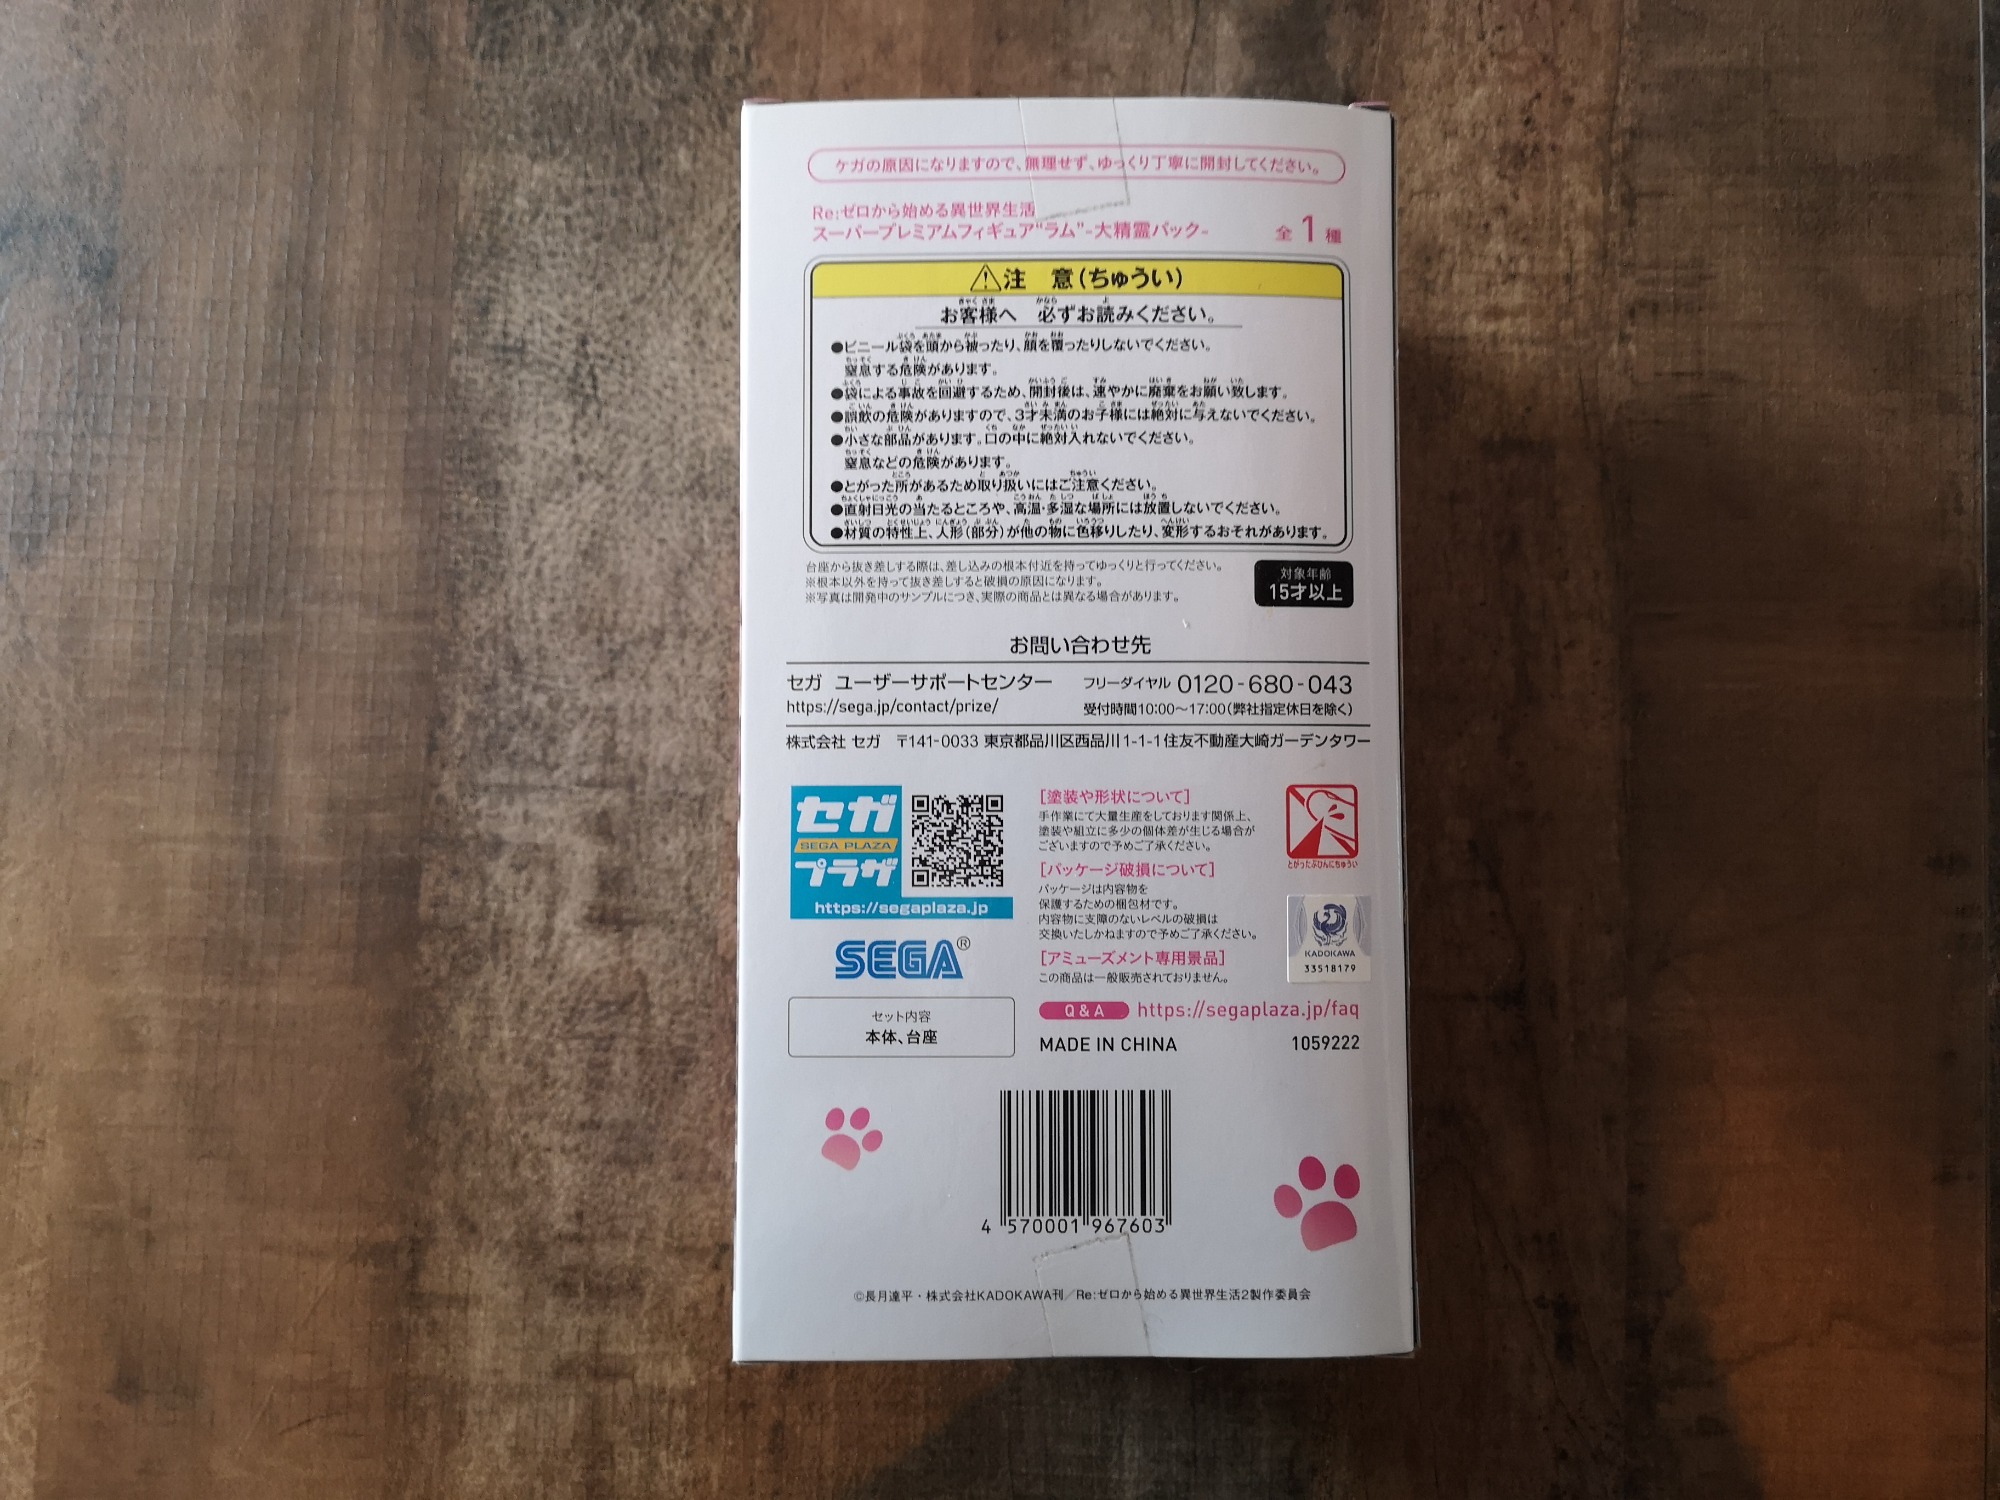 ケガの原因になりますので、無理せず、ゆっくり丁寧に開封してください。
Re:ゼロから始める異世界生活
スーパープレミアムフィギュア“ラム”-大精霊パック-
全1種
注 意(ちゅうい)
お客様へ 必ずお読みください。
●ビニール袋を頭から被ったり、顔を覆ったりしないでください。
窒息する危険があります。
●袋による事故を回避するため、開封後は、速やかに廃棄をお願い致します。
●誤飲の危険がありますので、3才未満のお子様には絶対に与えないでください。
●小さな部品があります。口の中に絶対入れないでください。
窒息などの危険があります。
●とがった所があるため取り扱いにはご注意ください。
●直射日光の当たるところや、高温・多湿な場所には放置しないでください。
●材質の特性上、人形(部分)が他の物に色移りしたり、変形するおそれがあります。
台座から抜き差しする際は、差し込みの根本付近を持ってゆっくりと行ってください。
※根本以外を持って抜き差しすると破損の原因になります。
※写真は開発中のサンプルにつき、実際の商品とは異なる場合があります。
対象年齢
15才以上
お問い合わせ先
セガ ユーザーサポートセンター
https://sega.jp/contact/prize/
フリーダイヤル 0120-680-043
受付時間10:00～17:00(弊社指定休日を除く)
株式会社 セガ 〒141-0033 東京都品川区西品川1-1-1住友不動産大崎ガーデンタワー
セガ
SEGA PLAZA
プラザ
https://segaplaza.jp
SEGA®
セット内容
本体、台座
[塗装や形状について]
手作業にて大量生産をしております関係上、
塗装や組立に多少の個体差が生じる場合が
ございますので予めご了承ください。
[パッケージ破損について]
パッケージは内容物を
保護するための梱包材です。
内容物に支障のないレベルの破損は
交換いたしかねますので予めご了承ください。
[アミューズメント専用景品]
この商品は一般販売されておりません。
とがったぶひんにちゅうい
KADOKAWA
33518179
Q&A https://segaplaza.jp/faq
MADE IN CHINA
1059222
4 570001 967603
©長月達平・株式会社KADOKAWA刊/Re:ゼロから始める異世界生活2製作委員会